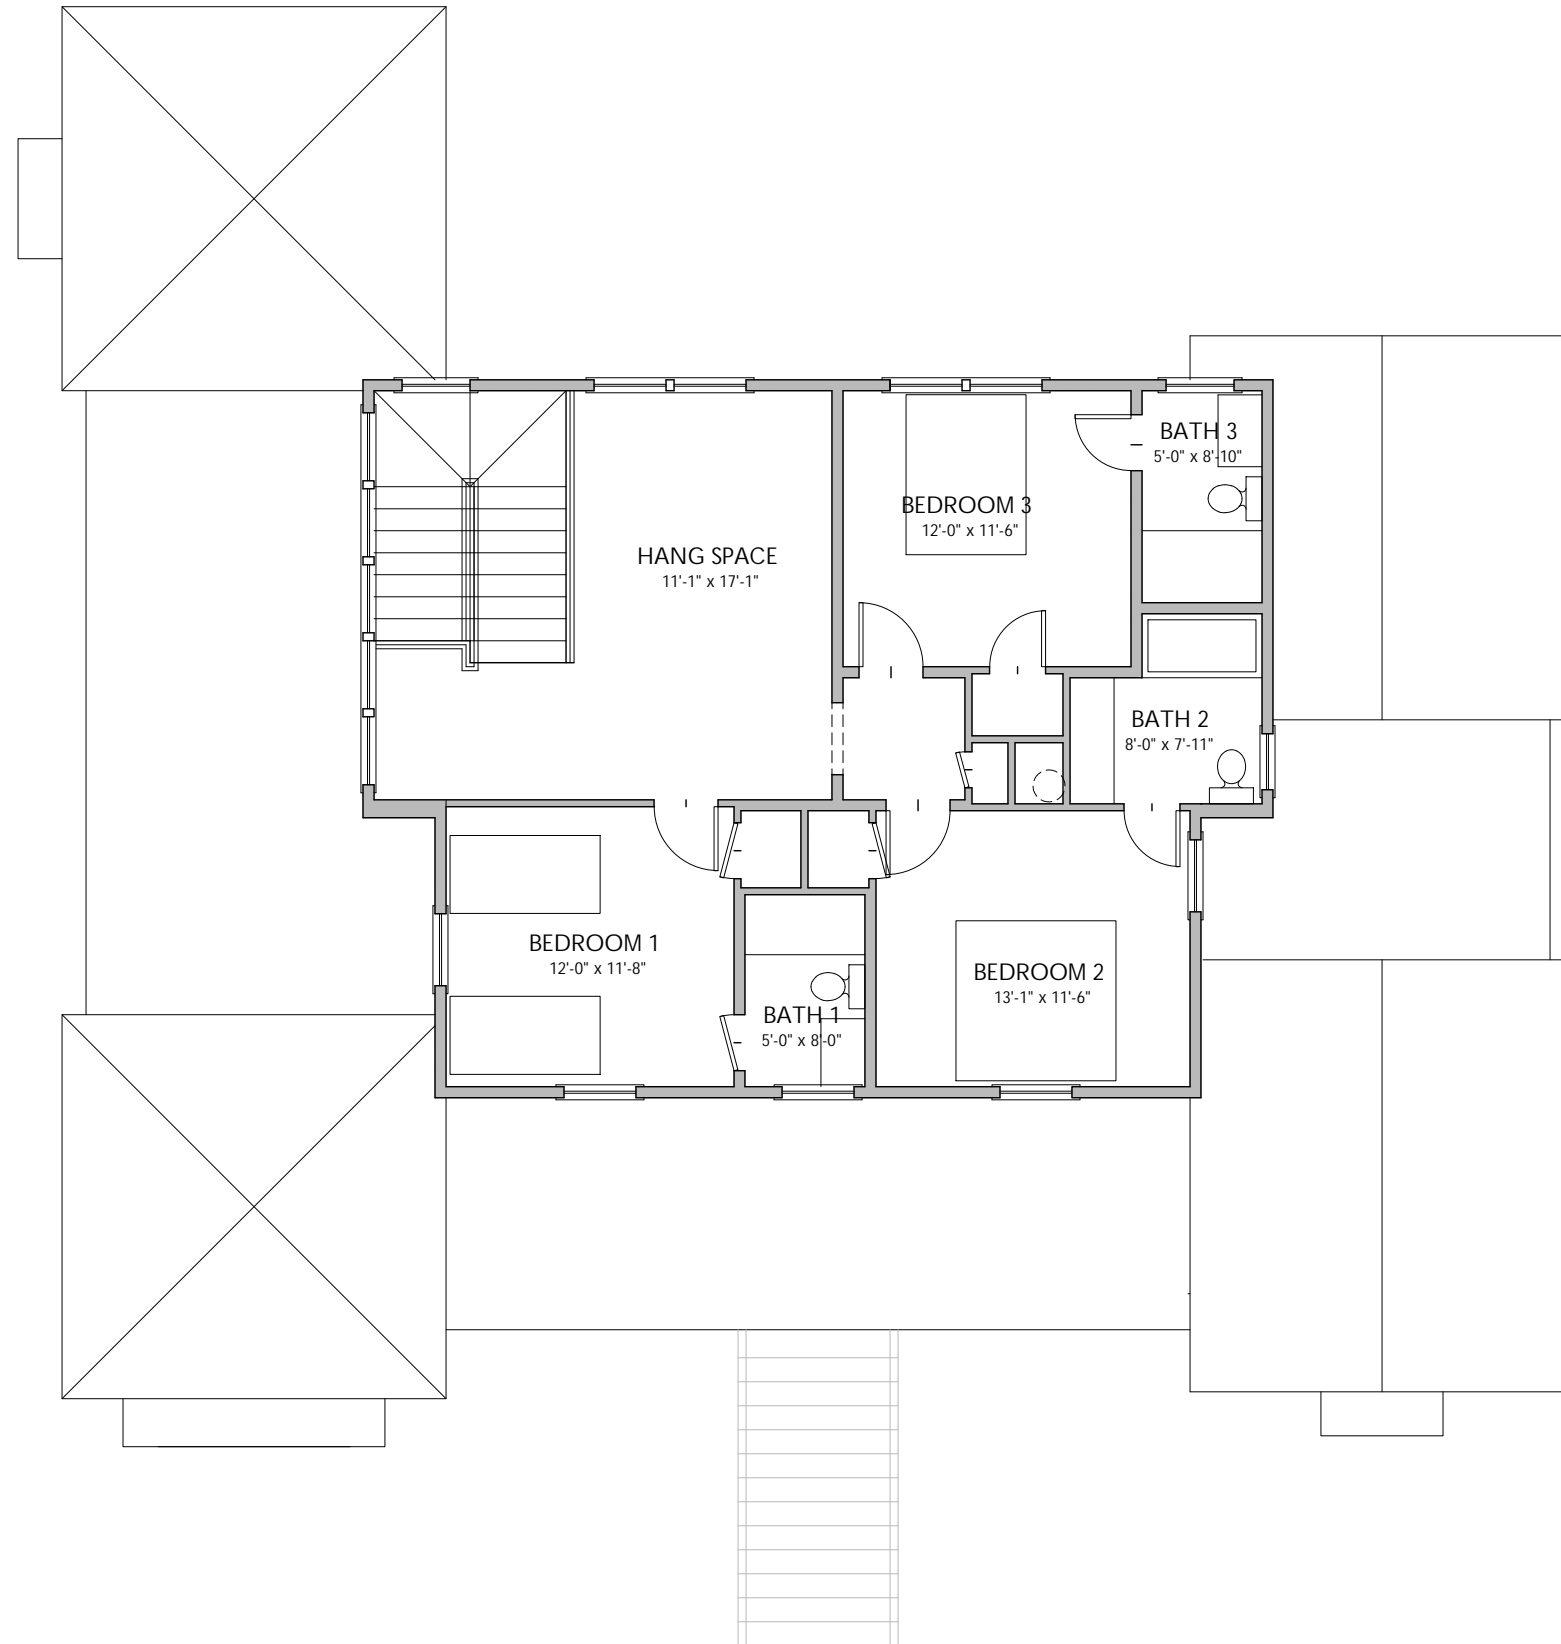 BATH 3
5'-0" x 8'-10"
BEDROOM 3
12'-0" x 11'-6"
HANG SPACE
11'-1" x 17'-1"
BATH 2
8'-0" x 7'-11"
BEDROOM 1
12'-0" x 11'-8"
BEDROOM 2
13'-1" x 11'-6"
BATH 1
5'-0" x 8'-0"